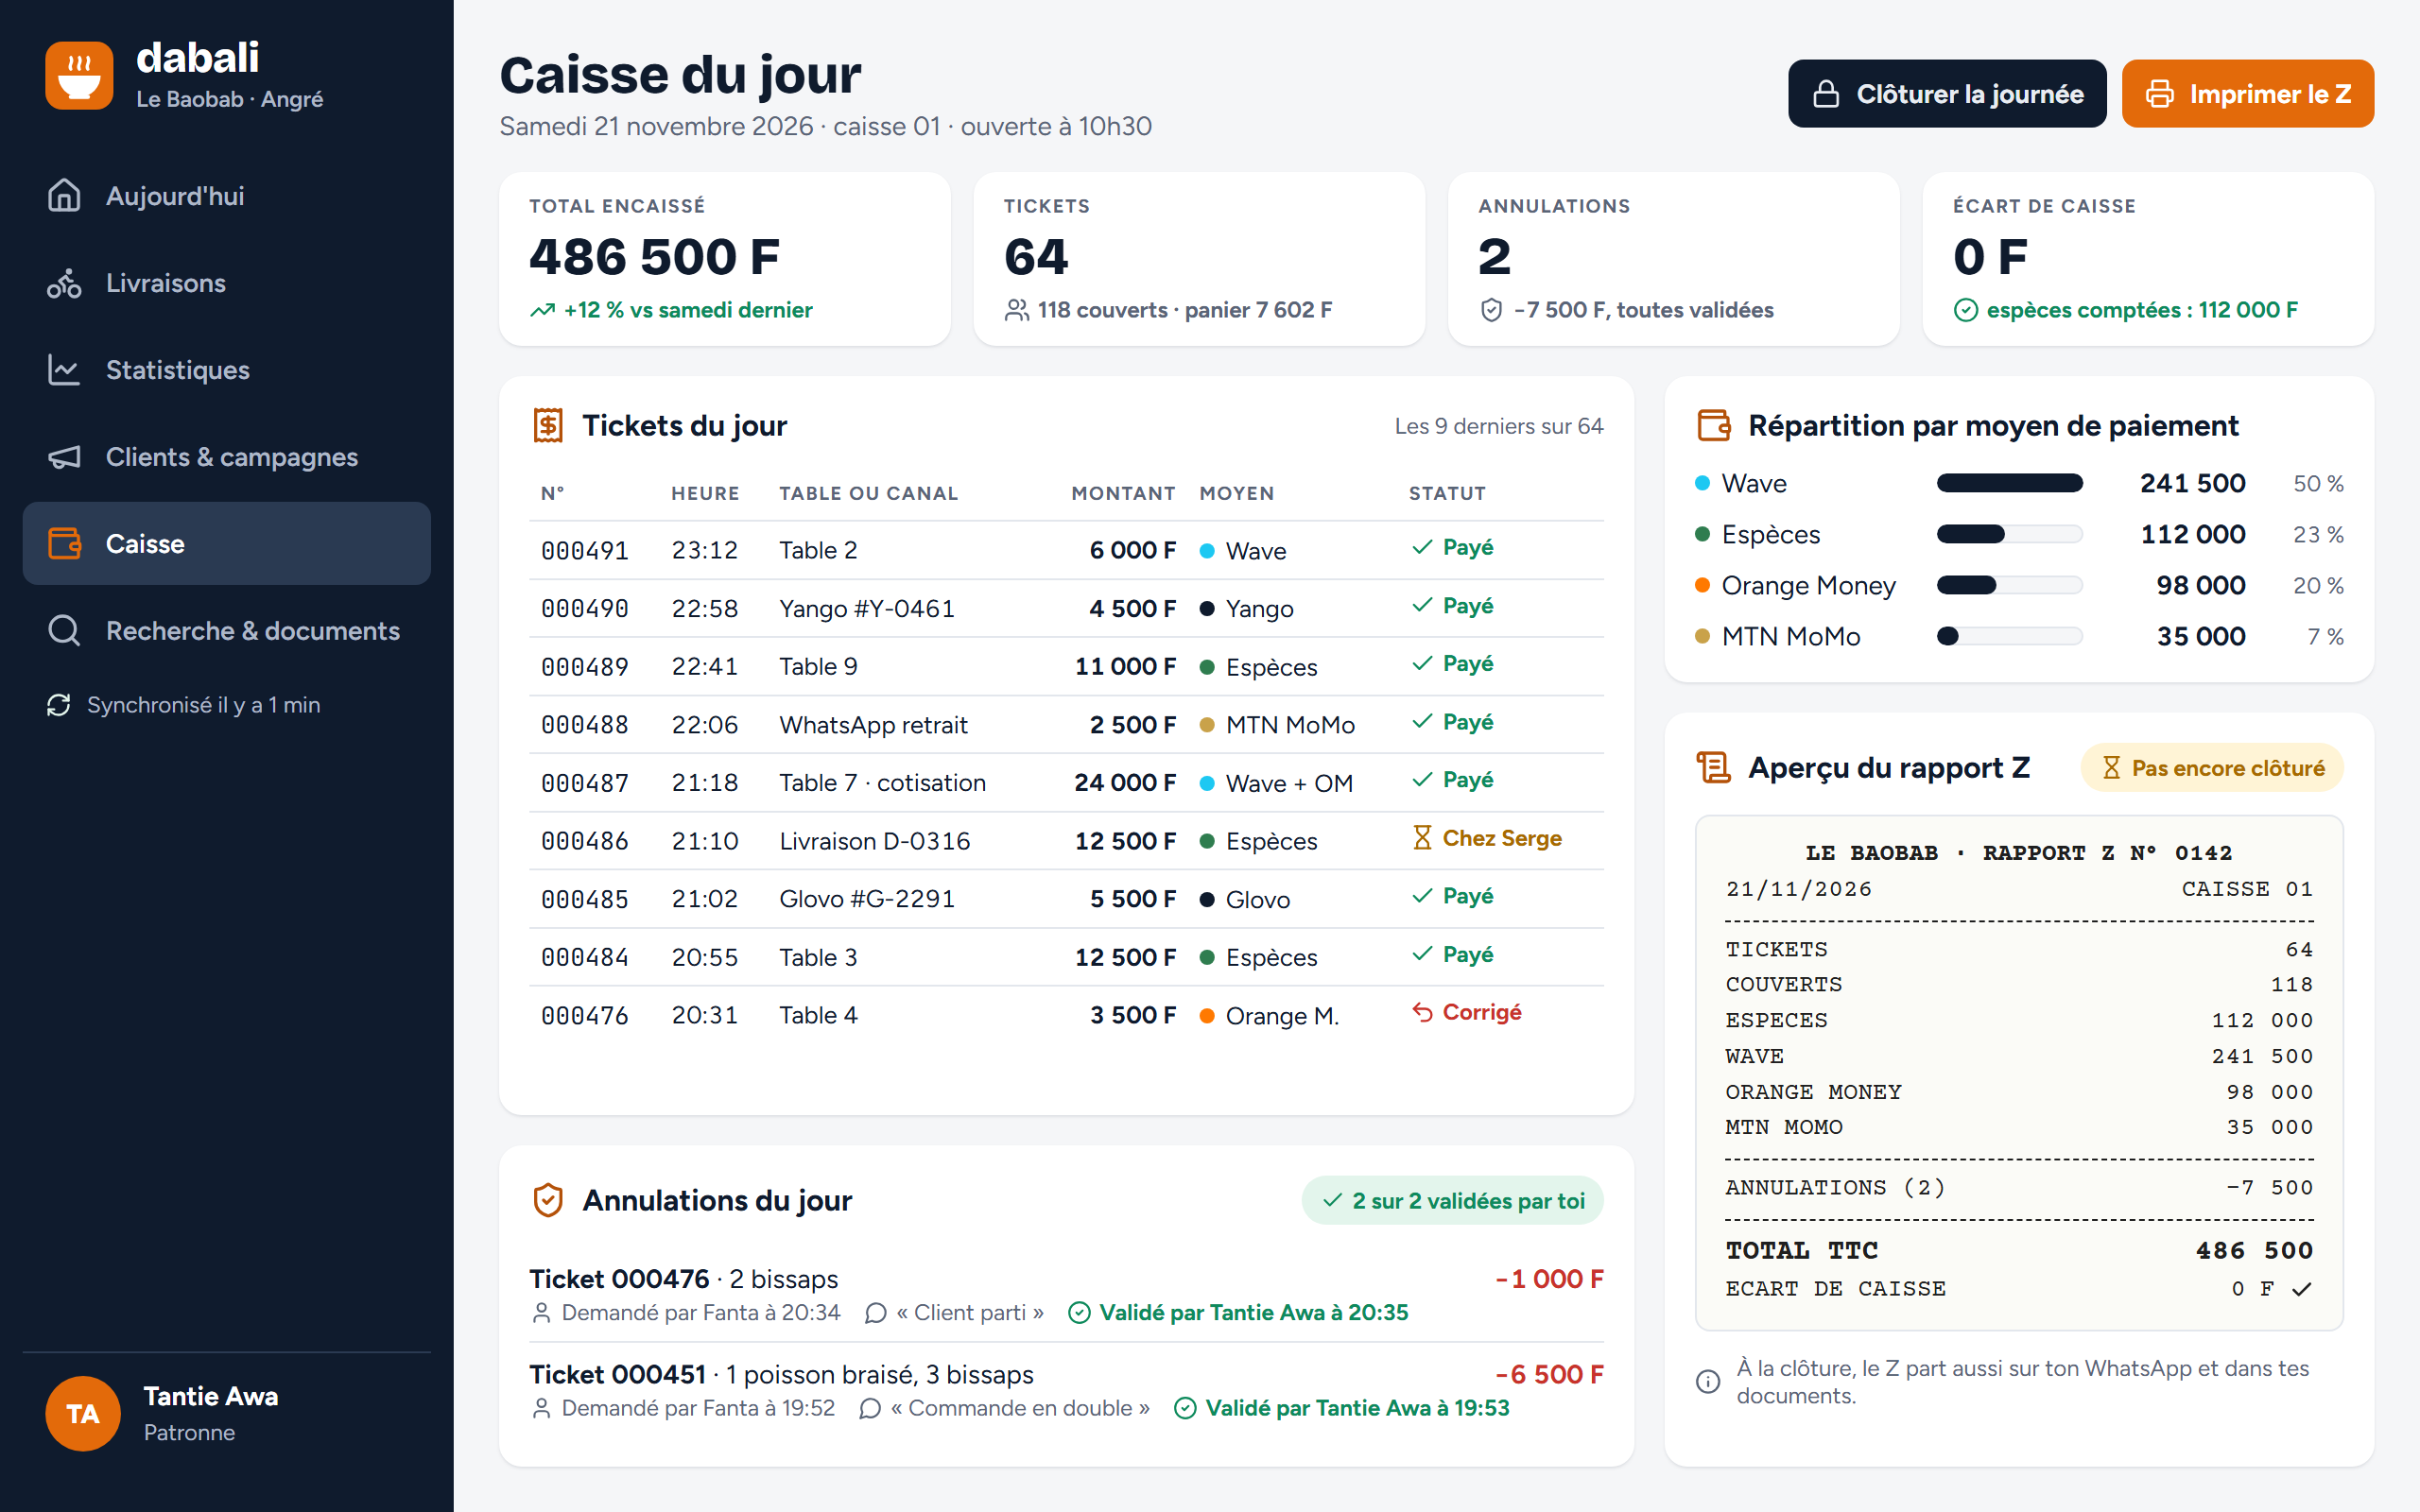 dabali
Le Baobab · Angré
Aujourd'hui
Livraisons
Statistiques
Clients & campagnes
Caisse
Recherche & documents
Synchronisé il y a 1 min
TA
Tantie Awa
Patronne
Caisse du jour
Samedi 21 novembre 2026 · caisse 01 · ouverte à 10h30
Clôturer la journée
Imprimer le Z
TOTAL ENCAISSÉ
486 500 F
+12 % vs samedi dernier
TICKETS
64
118 couverts · panier 7 602 F
ANNULATIONS
2
−7 500 F, toutes validées
ÉCART DE CAISSE
0 F
espèces comptées : 112 000 F
Tickets du jour
Les 9 derniers sur 64
N° HEURE TABLE OU CANAL MONTANT MOYEN STATUT
000491 23:12 Table 2 6 000 F Wave Payé
000490 22:58 Yango #Y-0461 4 500 F Yango Payé
000489 22:41 Table 9 11 000 F Espèces Payé
000488 22:06 WhatsApp retrait 2 500 F MTN MoMo Payé
000487 21:18 Table 7 · cotisation 24 000 F Wave + OM Payé
000486 21:10 Livraison D-0316 12 500 F Espèces Chez Serge
000485 21:02 Glovo #G-2291 5 500 F Glovo Payé
000484 20:55 Table 3 12 500 F Espèces Payé
000476 20:31 Table 4 3 500 F Orange M. Corrigé
Annulations du jour
2 sur 2 validées par toi
Ticket 000476 · 2 bissaps −1 000 F
Demandé par Fanta à 20:34 « Client parti » Validé par Tantie Awa à 20:35
Ticket 000451 · 1 poisson braisé, 3 bissaps −6 500 F
Demandé par Fanta à 19:52 « Commande en double » Validé par Tantie Awa à 19:53
Répartition par moyen de paiement
Wave 241 500 50 %
Espèces 112 000 23 %
Orange Money 98 000 20 %
MTN MoMo 35 000 7 %
Aperçu du rapport Z
Pas encore clôturé
LE BAOBAB · RAPPORT Z N° 0142
21/11/2026 CAISSE 01
TICKETS 64
COUVERTS 118
ESPECES 112 000
WAVE 241 500
ORANGE MONEY 98 000
MTN MOMO 35 000
ANNULATIONS (2) −7 500
TOTAL TTC 486 500
ECART DE CAISSE 0 F ✓
À la clôture, le Z part aussi sur ton WhatsApp et dans tes
documents.